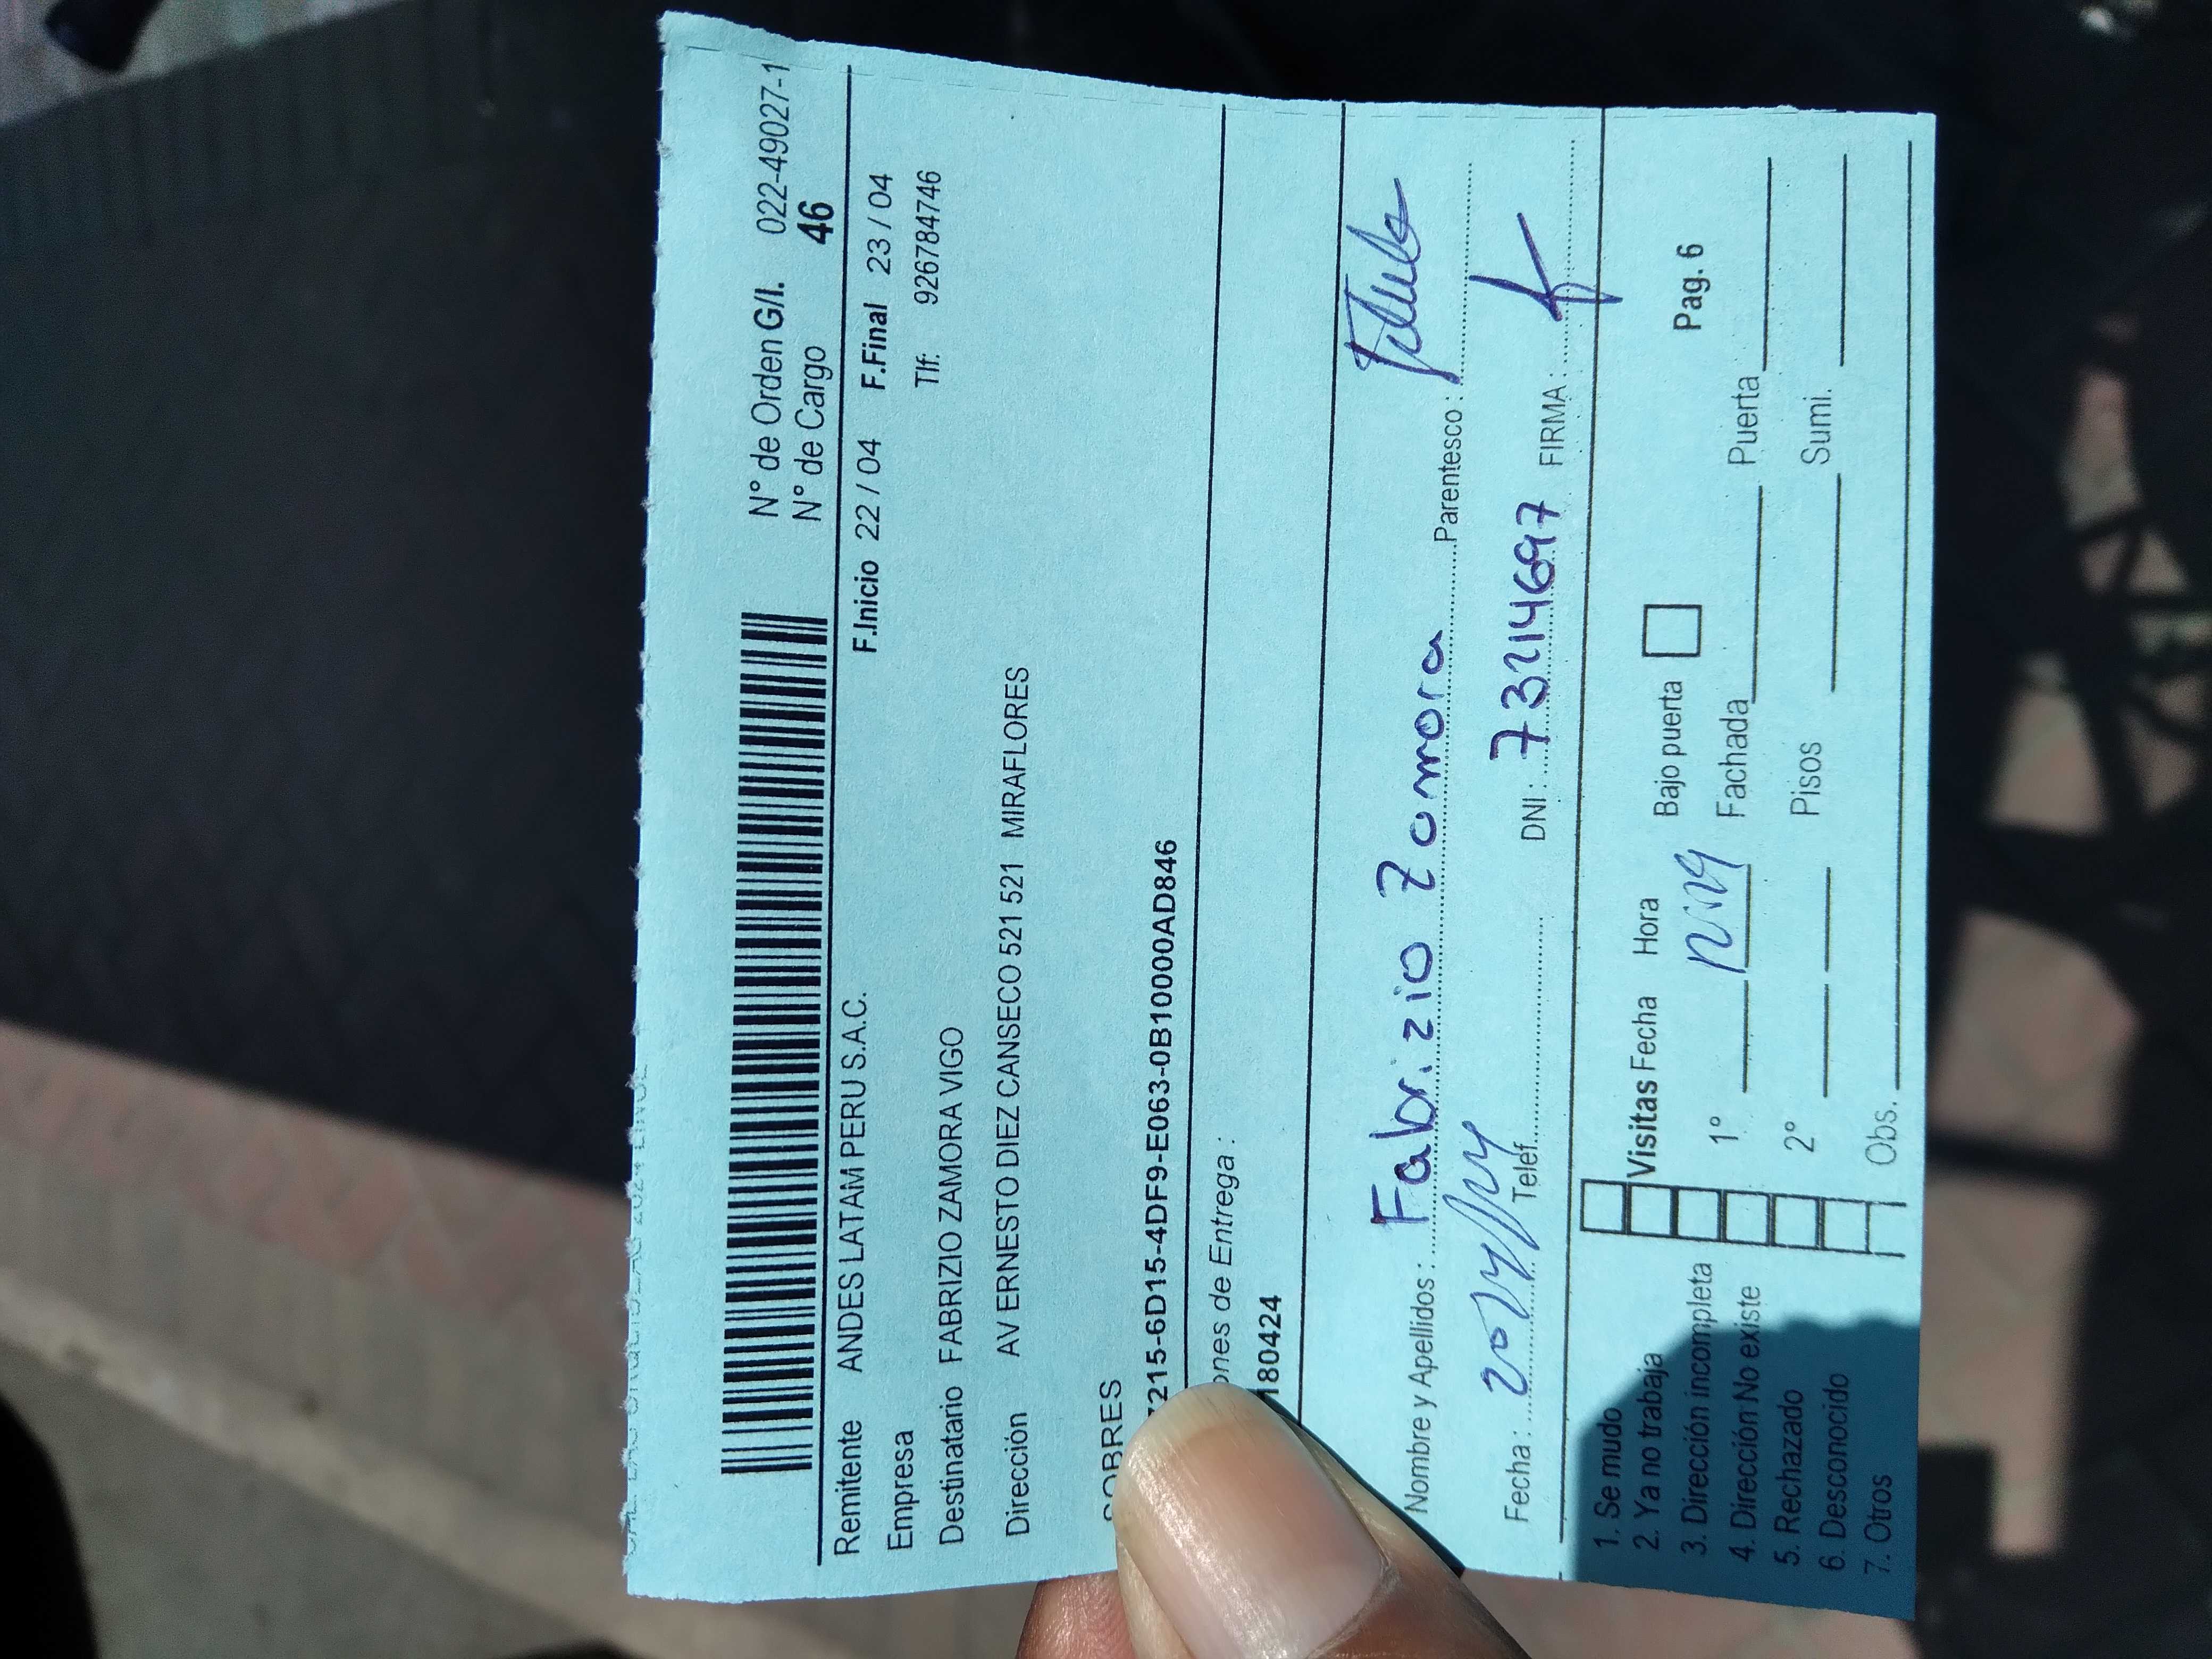 N° de Orden G/I. 022-49027-1
N° de Cargo 46
F.Inicio 22 / 04 F.Final 23 / 04
Remitente ANDES LATAM PERU S.A.C.
Empresa Tlf: 926784746
Destinatario FABRIZIO ZAMORA VIGO
Dirección AV ERNESTO DIEZ CANSECO 521 521 MIRAFLORES
SOBRES
7215-6D15-4DF9-E063-0B10000AD846
ones de Entrega :
180424
Nombre y Apellidos : Fabrizio Zamora Parentesco :
Fecha : Telef. DNI : 73214697 FIRMA :
1. Se mudo
2. Ya no trabaja Visitas Fecha Hora Bajo puerta Pag. 6
3. Dirección incompleta 1° Fachada Puerta
4. Dirección No existe
5. Rechazado 2° Pisos Sumi.
6. Desconocido
7. Otros Obs.